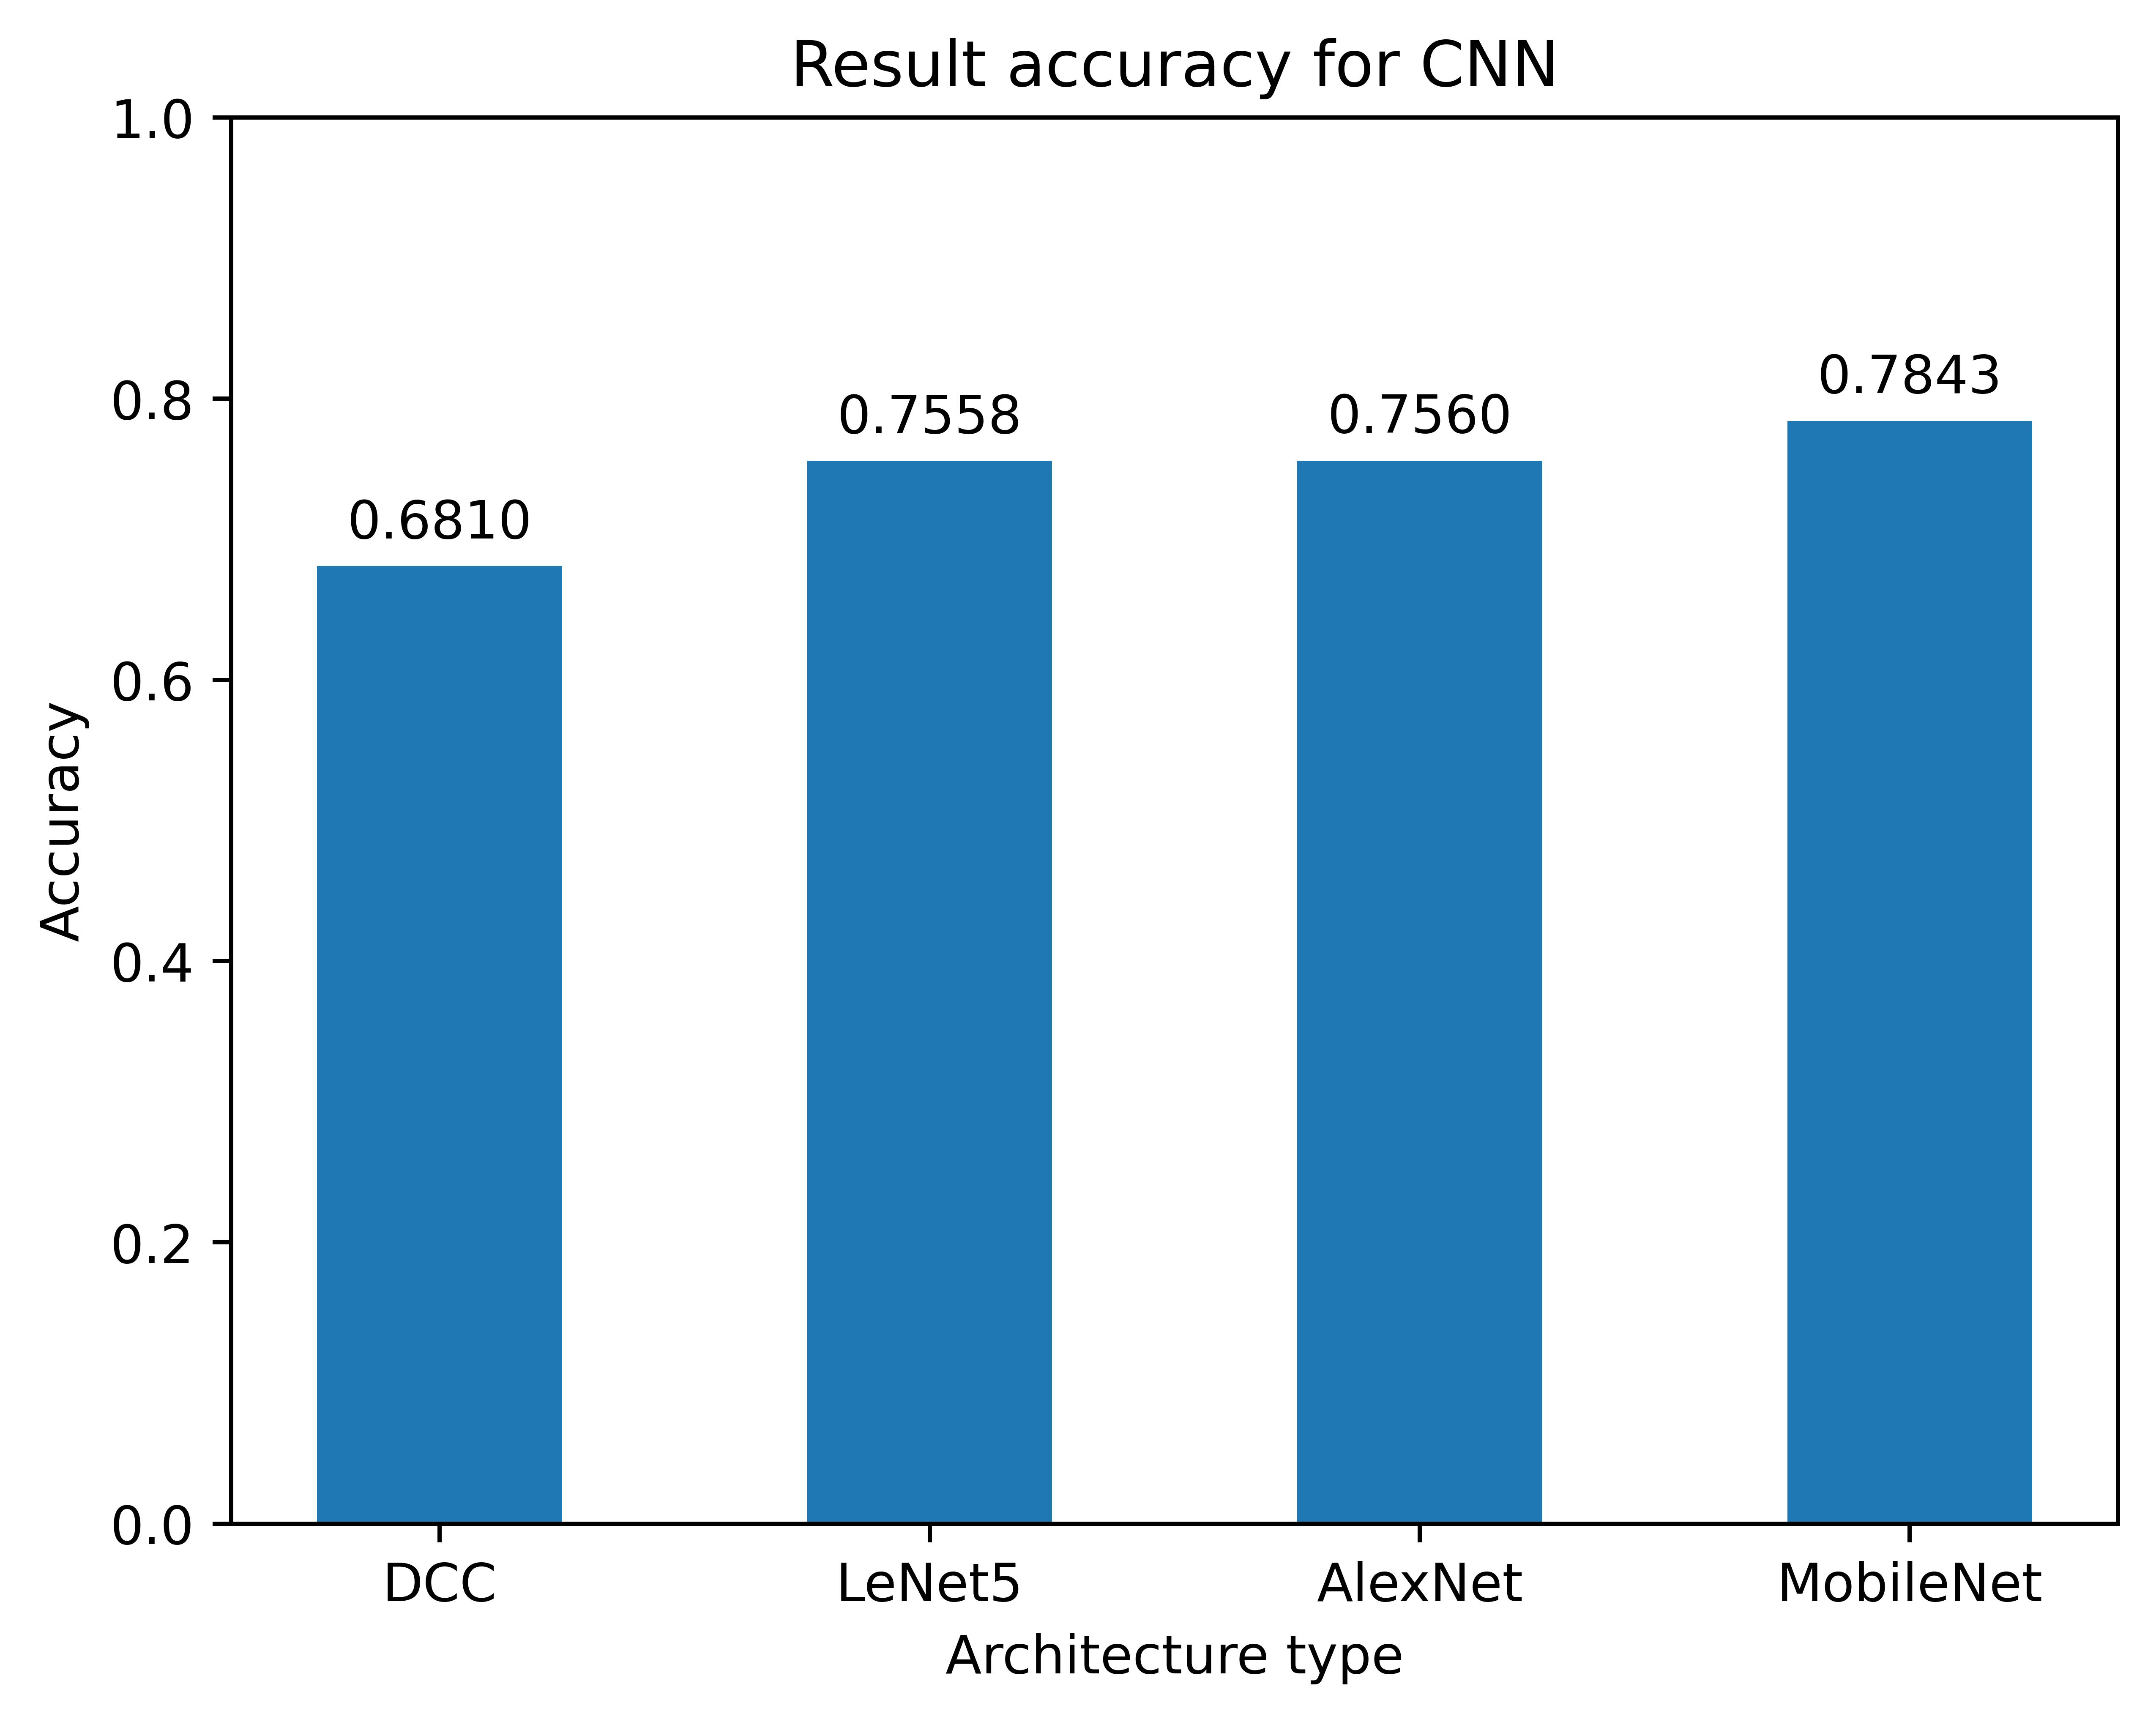 Result accuracy for CNN
1.0
0.8
0.6
0.4
0.2
0.0
Accuracy
0.6810
0.7558
0.7560
0.7843
DCC
LeNet5
AlexNet
MobileNet
Architecture type